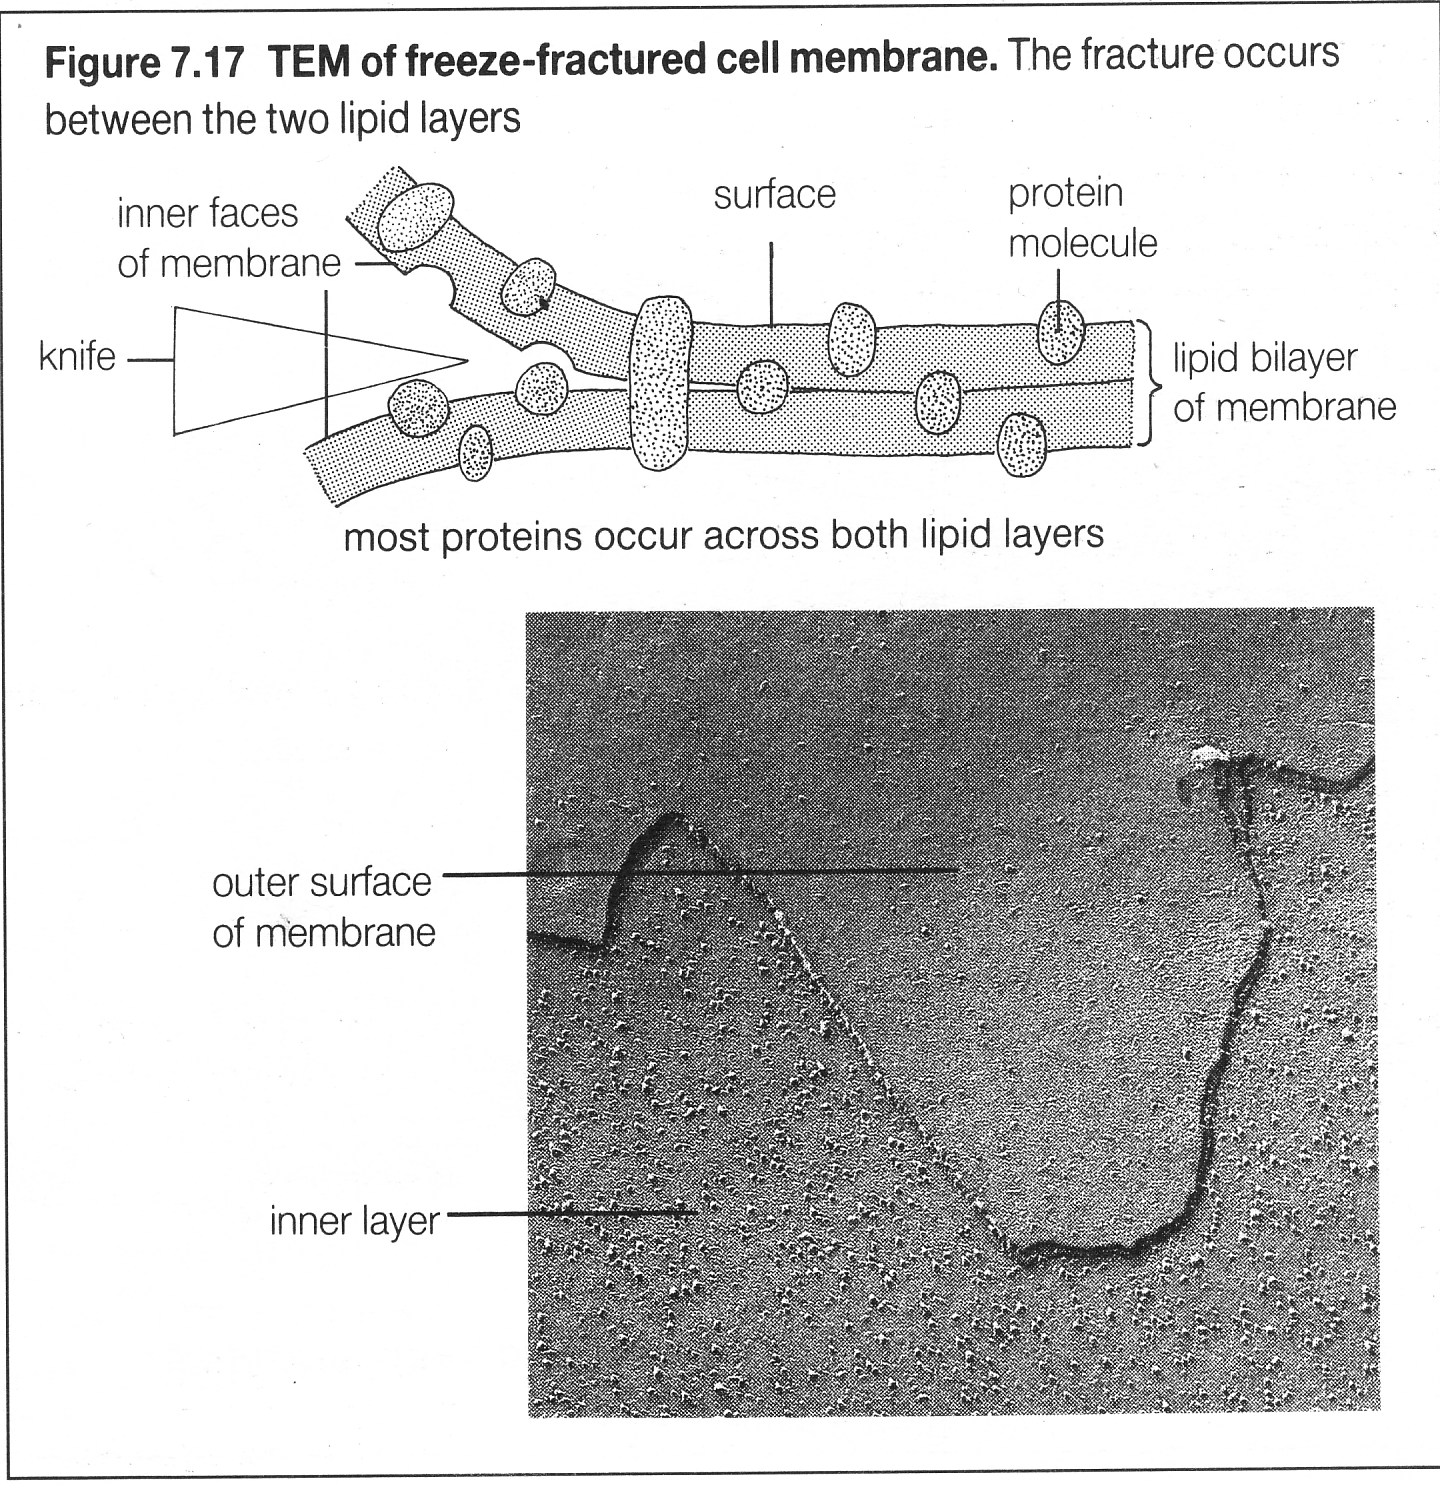 Figure 7.17 TEM of freeze-fractured cell membrane. The fracture occurs
between the two lipid layers
inner faces
of membrane
surface
protein
molecule
knife
lipid bilayer
of membrane
most proteins occur across both lipid layers
outer surface
of membrane
inner layer